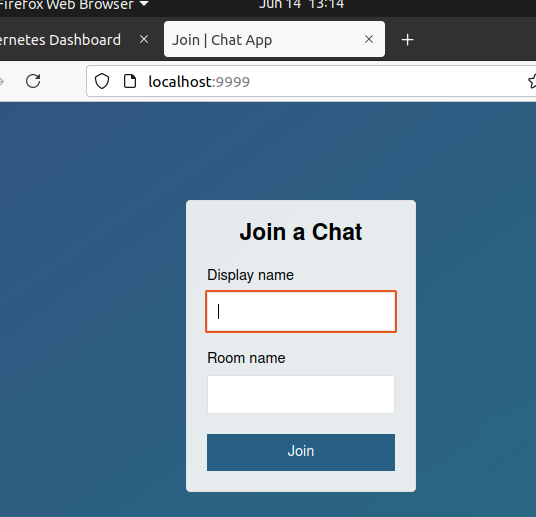 Firefox Web Browser Jun 14 13:14
ernetes Dashboard Join | Chat App
localhost:9999
Join a Chat
Display name
Room name
Join